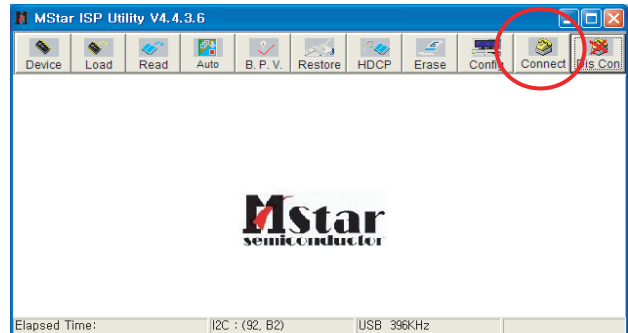 MStar ISP Utility V4.4.3.6
Device Load Read Auto B. P. V. Restore HDCP Erase Config Connect Dis Con
MStar
semiconductor
Elapsed Time: I2C : (92, B2) USB 396KHz